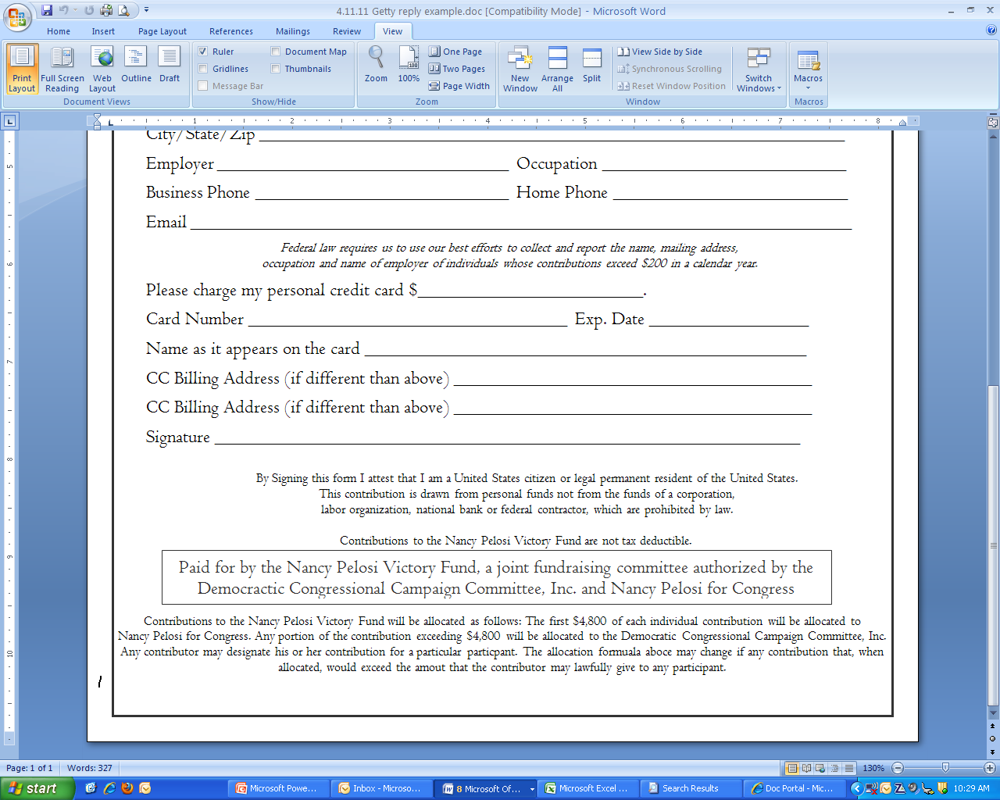 4.11.11 Getty reply example.doc [Compatibility Mode] - Microsoft Word
Home Insert Page Layout References Mailings Review View
Print Layout
Full Screen Reading
Web Layout
Outline
Draft
Document Views
Ruler
Gridlines
Message Bar
Document Map
Thumbnails
Show/Hide
Zoom
100%
One Page
Two Pages
Page Width
Zoom
New Window
Arrange All
Split
View Side by Side
Synchronous Scrolling
Reset Window Position
Switch Windows
Window
Macros
Macros
1 2 3 4 5 6 7 8
5
6
7
8
9
10
City/State/Zip
Employer Occupation
Business Phone Home Phone
Email
Federal law requires us to use our best efforts to collect and report the name, mailing address,
occupation and name of employer of individuals whose contributions exceed $200 in a calendar year.
Please charge my personal credit card $ .
Card Number Exp. Date
Name as it appears on the card
CC Billing Address (if different than above)
CC Billing Address (if different than above)
Signature
By Signing this form I attest that I am a United States citizen or legal permanent resident of the United States.
This contribution is drawn from personal funds not from the funds of a corporation,
labor organization, national bank or federal contractor, which are prohibited by law.
Contributions to the Nancy Pelosi Victory Fund are not tax deductible.
Paid for by the Nancy Pelosi Victory Fund, a joint fundraising committee authorized by the
Democractic Congressional Campaign Committee, Inc. and Nancy Pelosi for Congress
Contributions to the Nancy Pelosi Victory Fund will be allocated as follows: The first $4,800 of each individual contribution will be allocated to
Nancy Pelosi for Congress. Any portion of the contribution exceeding $4,800 will be allocated to the Democratic Congressional Campaign Committee, Inc.
Any contributor may designate his or her contribution for a particular particpant. The allocation formuala aboce may change if any contribution that, when
allocated, would exceed the amout that the contributor may lawfully give to any participant.
Page: 1 of 1 Words: 327 130%
start Microsoft Powe... Inbox - Microso... 8 Microsoft Of... Microsoft Excel ... Search Results Doc Portal - Mic... 10:29 AM